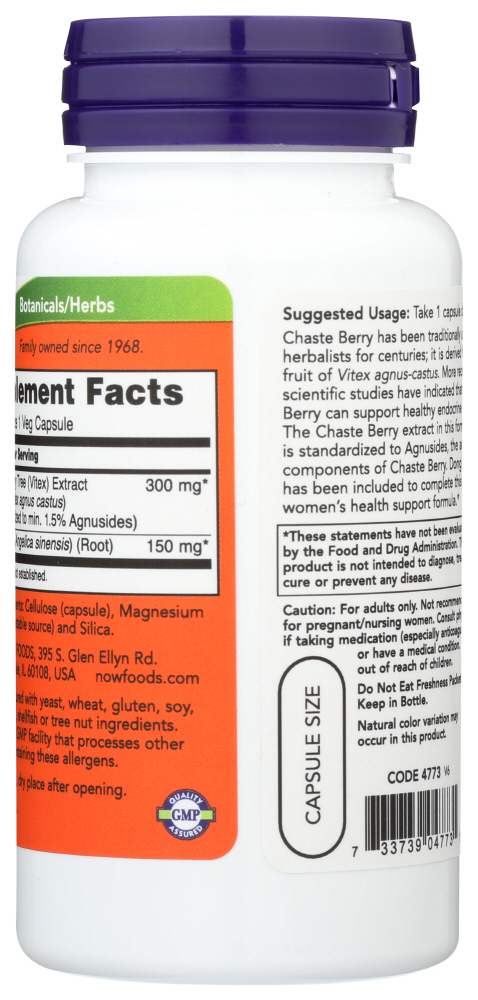 Botanicals/Herbs
Family owned since 1968.
Facts
1 Veg Capsule
Serving
Tree (Vitex) Extract 300 mg*
agnus castus)
to min. 1.5% Agnusides)
sinensis) (Root) 150 mg*
established.
Cellulose (capsule), Magnesium
source) and Silica.
FOODS, 395 S. Glen Ellyn Rd.
IL 60108, USA nowfoods.com
with yeast, wheat, gluten, soy,
shellfish or tree nut ingredients.
GMP facility that processes other
these allergens.
dry place after opening.
QUALITY
GMP
ASSURED
Suggested Usage: Take 1 capsule
Chaste Berry has been traditionally
herbalists for centuries; it is derived
fruit of Vitex agnus-castus. More
scientific studies have indicated that
Berry can support healthy endocrine
The Chaste Berry extract in this
is standardized to Agnusides, the
components of Chaste Berry. Dong
has been included to complete this
women's health support formula.*
*These statements have not been
by the Food and Drug Administration.
product is not intended to diagnose,
cure or prevent any disease.
Caution: For adults only. Not
for pregnant/nursing women. Consult
if taking medication (especially
or have a medical condition.
out of reach of children.
Do Not Eat Freshness
Keep in Bottle.
Natural color variation may
occur in this product.
CAPSULE SIZE
CODE 4773 V6
7 33739 04773